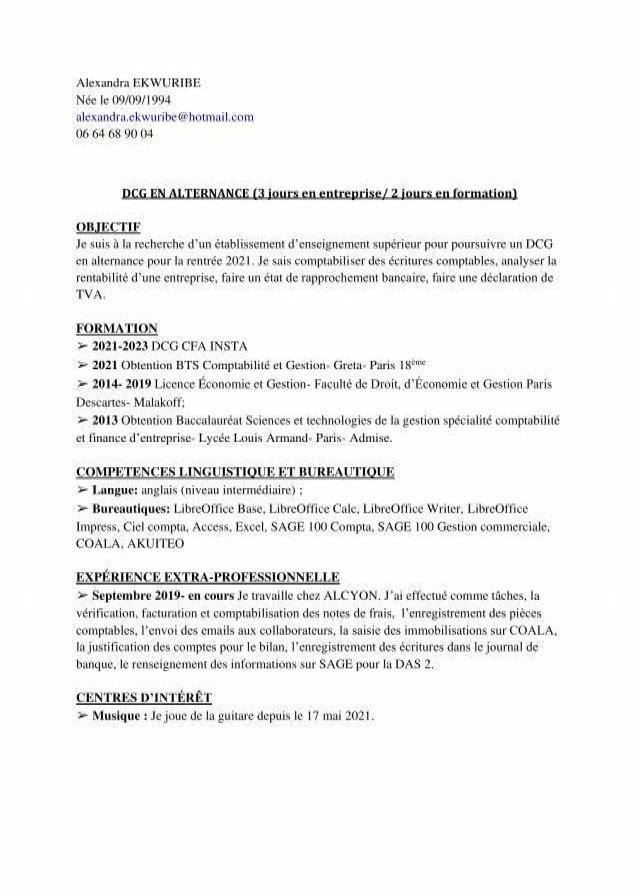 Alexandra EKWURIBE
Née le 09/09/1994
alexandra.ekwuribe@hotmail.com
06 64 68 90 04
DCG EN ALTERNANCE (3 jours en entreprise/ 2 jours en formation)
OBJECTIF
Je suis à la recherche d’un établissement d’enseignement supérieur pour poursuivre un DCG
en alternance pour la rentrée 2021. Je sais comptabiliser des écritures comptables, analyser la
rentabilité d’une entreprise, faire un état de rapprochement bancaire, faire une déclaration de
TVA.
FORMATION
➢ 2021-2023 DCG CFA INSTA
➢ 2021 Obtention BTS Comptabilité et Gestion- Greta- Paris 18ème
➢ 2014- 2019 Licence Économie et Gestion- Faculté de Droit, d’Économie et Gestion Paris
Descartes- Malakoff;
➢ 2013 Obtention Baccalauréat Sciences et technologies de la gestion spécialité comptabilité
et finance d’entreprise- Lycée Louis Armand- Paris- Admise.
COMPETENCES LINGUISTIQUE ET BUREAUTIQUE
➢ Langue: anglais (niveau intermédiaire) ;
➢ Bureautiques: LibreOffice Base, LibreOffice Calc, LibreOffice Writer, LibreOffice
Impress, Ciel compta, Access, Excel, SAGE 100 Compta, SAGE 100 Gestion commerciale,
COALA, AKUITEO
EXPÉRIENCE EXTRA-PROFESSIONNELLE
➢ Septembre 2019- en cours Je travaille chez ALCYON. J’ai effectué comme tâches, la
vérification, facturation et comptabilisation des notes de frais, l’enregistrement des pièces
comptables, l’envoi des emails aux collaborateurs, la saisie des immobilisations sur COALA,
la justification des comptes pour le bilan, l’enregistrement des écritures dans le journal de
banque, le renseignement des informations sur SAGE pour la DAS 2.
CENTRES D’INTÉRÊT
➢ Musique : Je joue de la guitare depuis le 17 mai 2021.